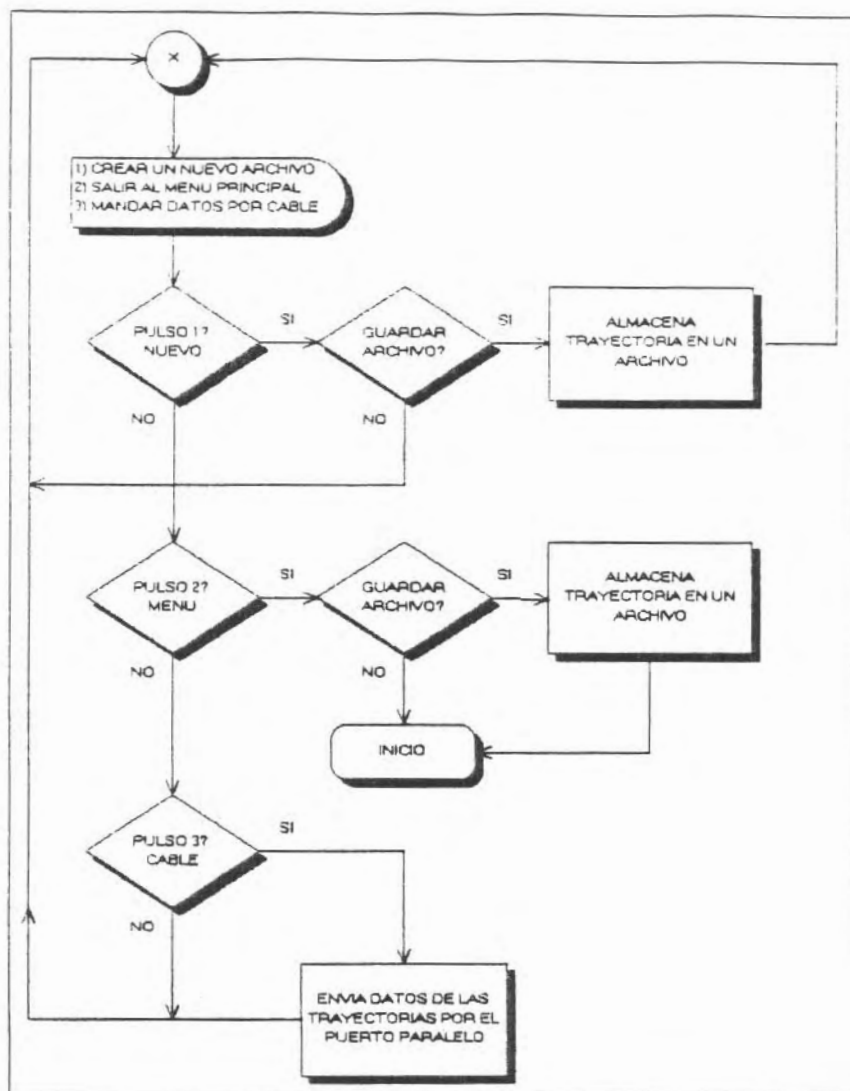 X
1) CREAR UN NUEVO ARCHIVO
2) SALIR AL MENU PRINCIPAL
3) MANDAR DATOS POR CABLE
PULSO 1?
NUEVO
SI
GUARDAR
ARCHIVO?
SI
ALMACENA
TRAYECTORIA EN UN
ARCHIVO
NO
NO
PULSO 2?
MENU
SI
GUARDAR
ARCHIVO?
SI
ALMACENA
TRAYECTORIA EN UN
ARCHIVO
NO
NO
INICIO
PULSO 3?
CABLE
SI
NO
ENVIA DATOS DE LAS
TRAYECTORIAS POR EL
PUERTO PARALELO